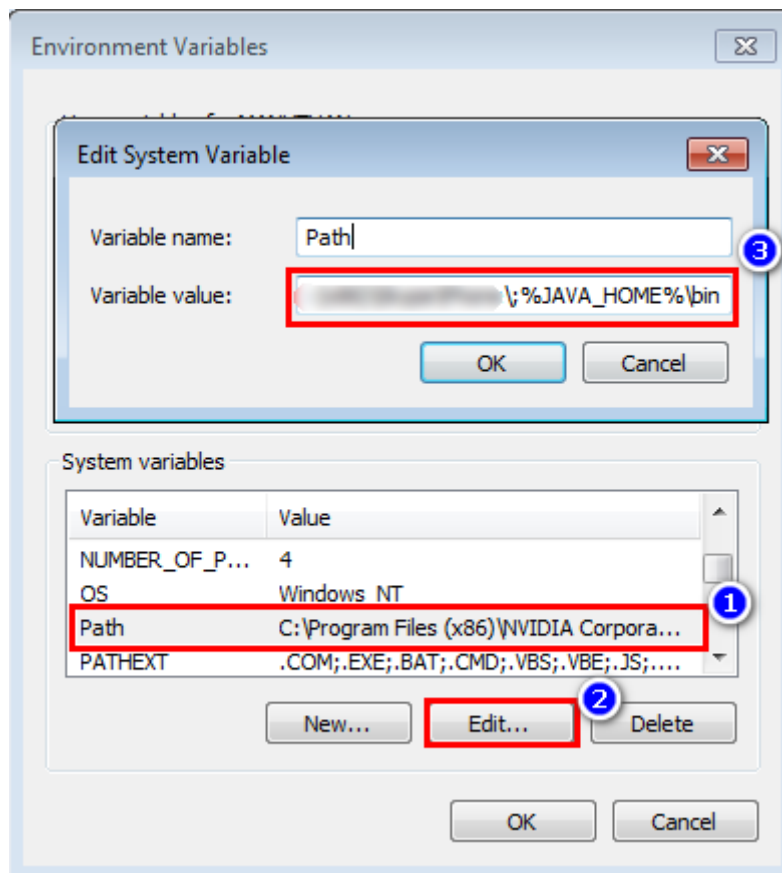 Environment Variables
Edit System Variable
Variable name:
Path
3
Variable value:
\;%JAVA_HOME%\bin
OK
Cancel
System variables
Variable Value
NUMBER_OF_P... 4
OS Windows_NT
1
Path C:\Program Files (x86)\NVIDIA Corpora...
PATHEXT .COM;.EXE;.BAT;.CMD;.VBS;.VBE;.JS;....
2
New... Edit... Delete
OK Cancel